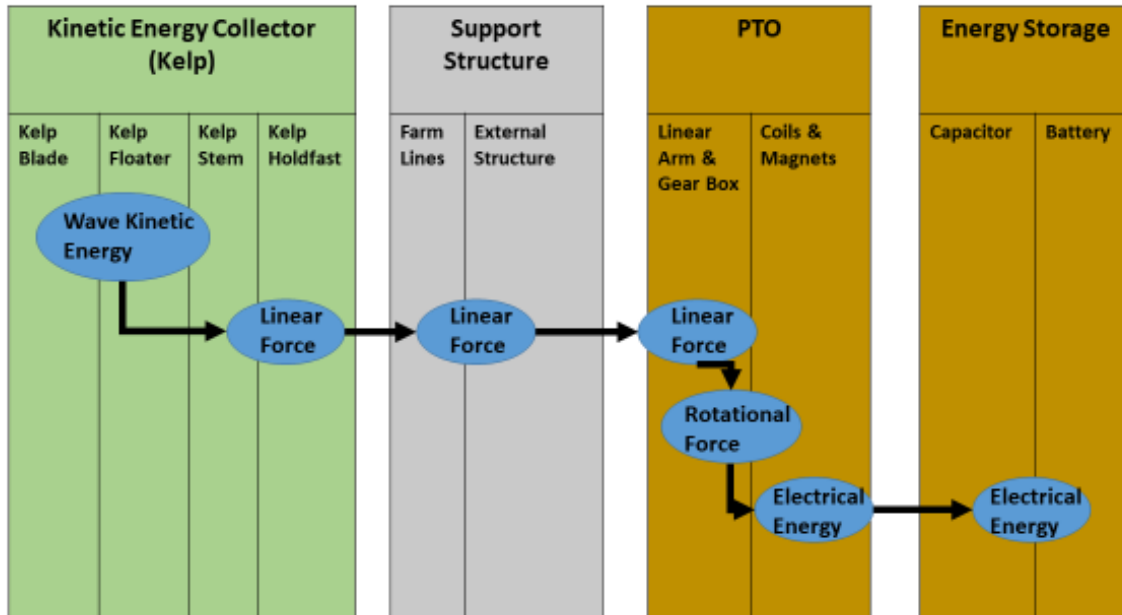 Kinetic Energy Collector
(Kelp)
Support
Structure
PTO
Energy Storage
Kelp
Blade
Kelp
Floater
Kelp
Stem
Kelp
Holdfast
Farm
Lines
External
Structure
Linear
Arm &
Gear Box
Coils &
Magnets
Capacitor
Battery
Wave Kinetic
Energy
Linear
Force
Linear
Force
Linear
Force
Rotational
Force
Electrical
Energy
Electrical
Energy